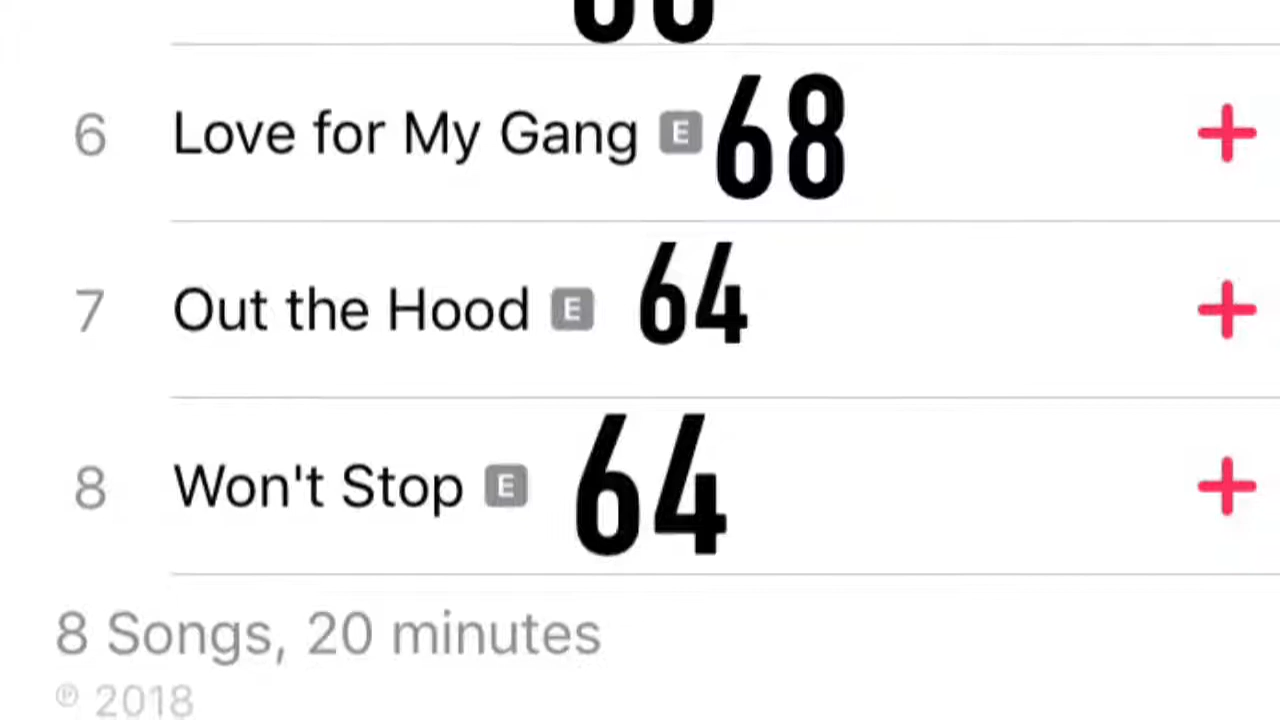 6 Love for My Gang E 68
7 Out the Hood E 64
8 Won't Stop E 64
8 Songs, 20 minutes
℗ 2018